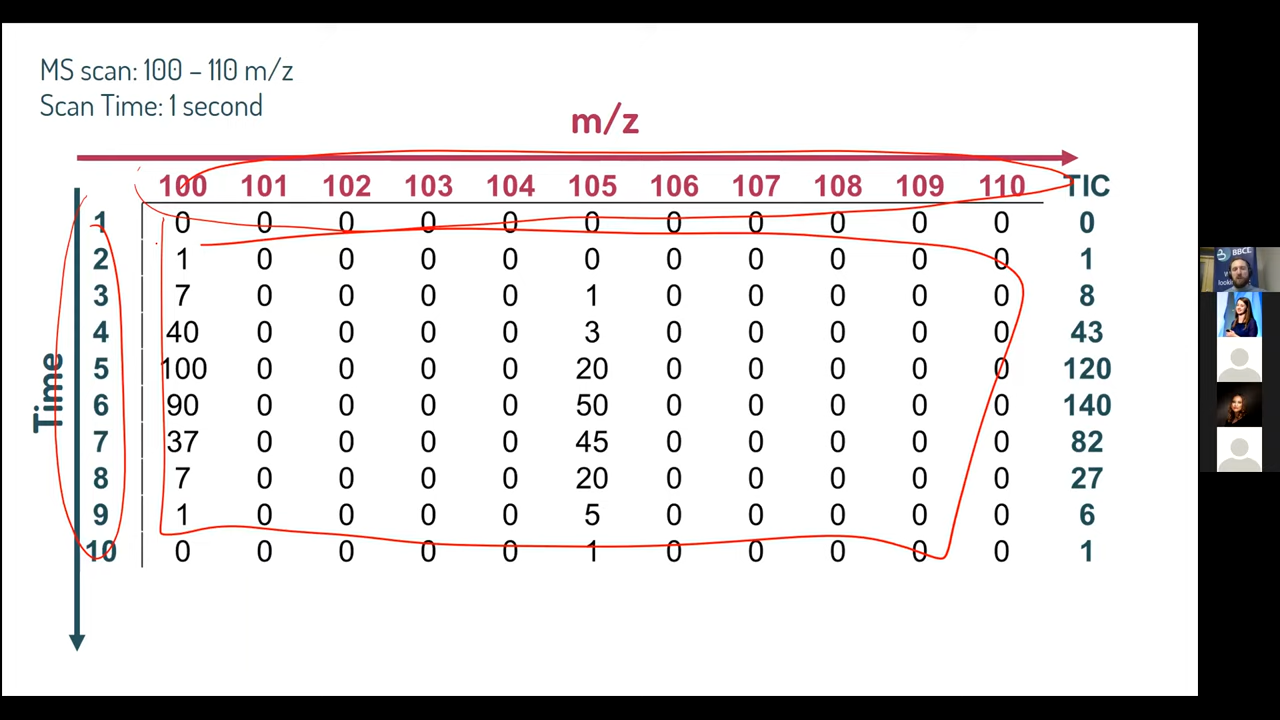 MS scan: 100 – 110 m/z
Scan Time: 1 second
m/z
100 101 102 103 104 105 106 107 108 109 110 TIC
Time
1 0 0 0 0 0 0 0 0 0 0 0 0
2 1 0 0 0 0 0 0 0 0 0 0 1
3 7 0 0 0 0 1 0 0 0 0 0 8
4 40 0 0 0 0 3 0 0 0 0 0 43
5 100 0 0 0 0 20 0 0 0 0 0 120
6 90 0 0 0 0 50 0 0 0 0 0 140
7 37 0 0 0 0 45 0 0 0 0 0 82
8 7 0 0 0 0 20 0 0 0 0 0 27
9 1 0 0 0 0 5 0 0 0 0 0 6
10 0 0 0 0 0 1 0 0 0 0 0 1
BBCE